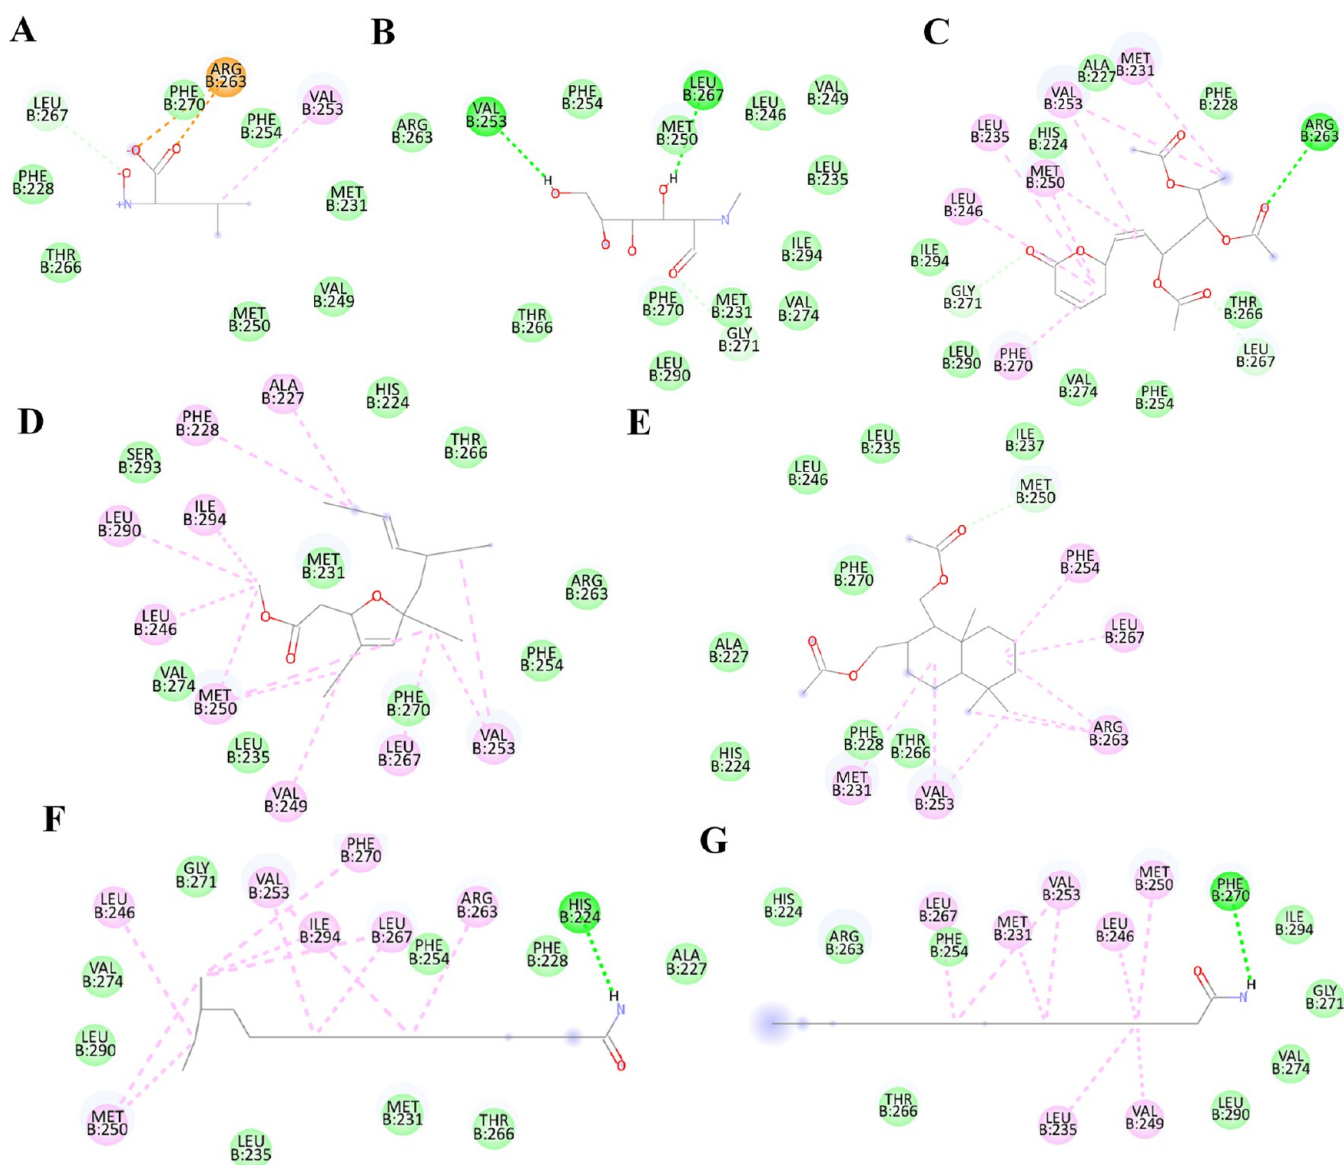 A
ARG
B:263
PHE
B:270
LEU
B:267
VAL
B:253
PHE
B:254
-O
O
-O
+N
PHE
B:228
MET
B:231
THR
B:266
VAL
B:249
MET
B:250
B
PHE
B:254
LEU
B:267
VAL
B:249
VAL
B:253
LEU
B:246
ARG
B:263
MET
B:250
LEU
B:235
H
O
H
O
N
O
O
O
ILE
B:294
PHE
B:270
MET
B:231
VAL
B:274
THR
B:266
GLY
B:271
LEU
B:290
C
ALA
B:227
MET
B:231
VAL
B:253
PHE
B:228
LEU
B:235
HIS
B:224
ARG
B:263
MET
B:250
LEU
B:246
O
O
O
O
O
O
O
O
ILE
B:294
GLY
B:271
THR
B:266
LEU
B:267
LEU
B:290
PHE
B:270
VAL
B:274
PHE
B:254
D
ALA
B:227
HIS
B:224
PHE
B:228
THR
B:266
SER
B:293
ILE
B:294
LEU
B:290
MET
B:231
ARG
B:263
O
O
O
LEU
B:246
PHE
B:254
VAL
B:274
MET
B:250
PHE
B:270
LEU
B:235
LEU
B:267
VAL
B:253
VAL
B:249
E
LEU
B:235
ILE
B:237
LEU
B:246
MET
B:250
O
O
PHE
B:270
PHE
B:254
LEU
B:267
ALA
B:227
O
O
ARG
B:263
PHE
B:228
THR
B:266
HIS
B:224
MET
B:231
VAL
B:253
F
PHE
B:270
GLY
B:271
VAL
B:253
LEU
B:246
ARG
B:263
HIS
B:224
ILE
B:294
LEU
B:267
PHE
B:254
PHE
B:228
ALA
B:227
VAL
B:274
H
N
O
LEU
B:290
MET
B:250
MET
B:231
THR
B:266
LEU
B:235
G
VAL
B:253
MET
B:250
PHE
B:270
HIS
B:224
LEU
B:267
MET
B:231
LEU
B:246
ILE
B:294
ARG
B:263
PHE
B:254
O
H
N
GLY
B:271
VAL
B:274
THR
B:266
LEU
B:235
VAL
B:249
LEU
B:290